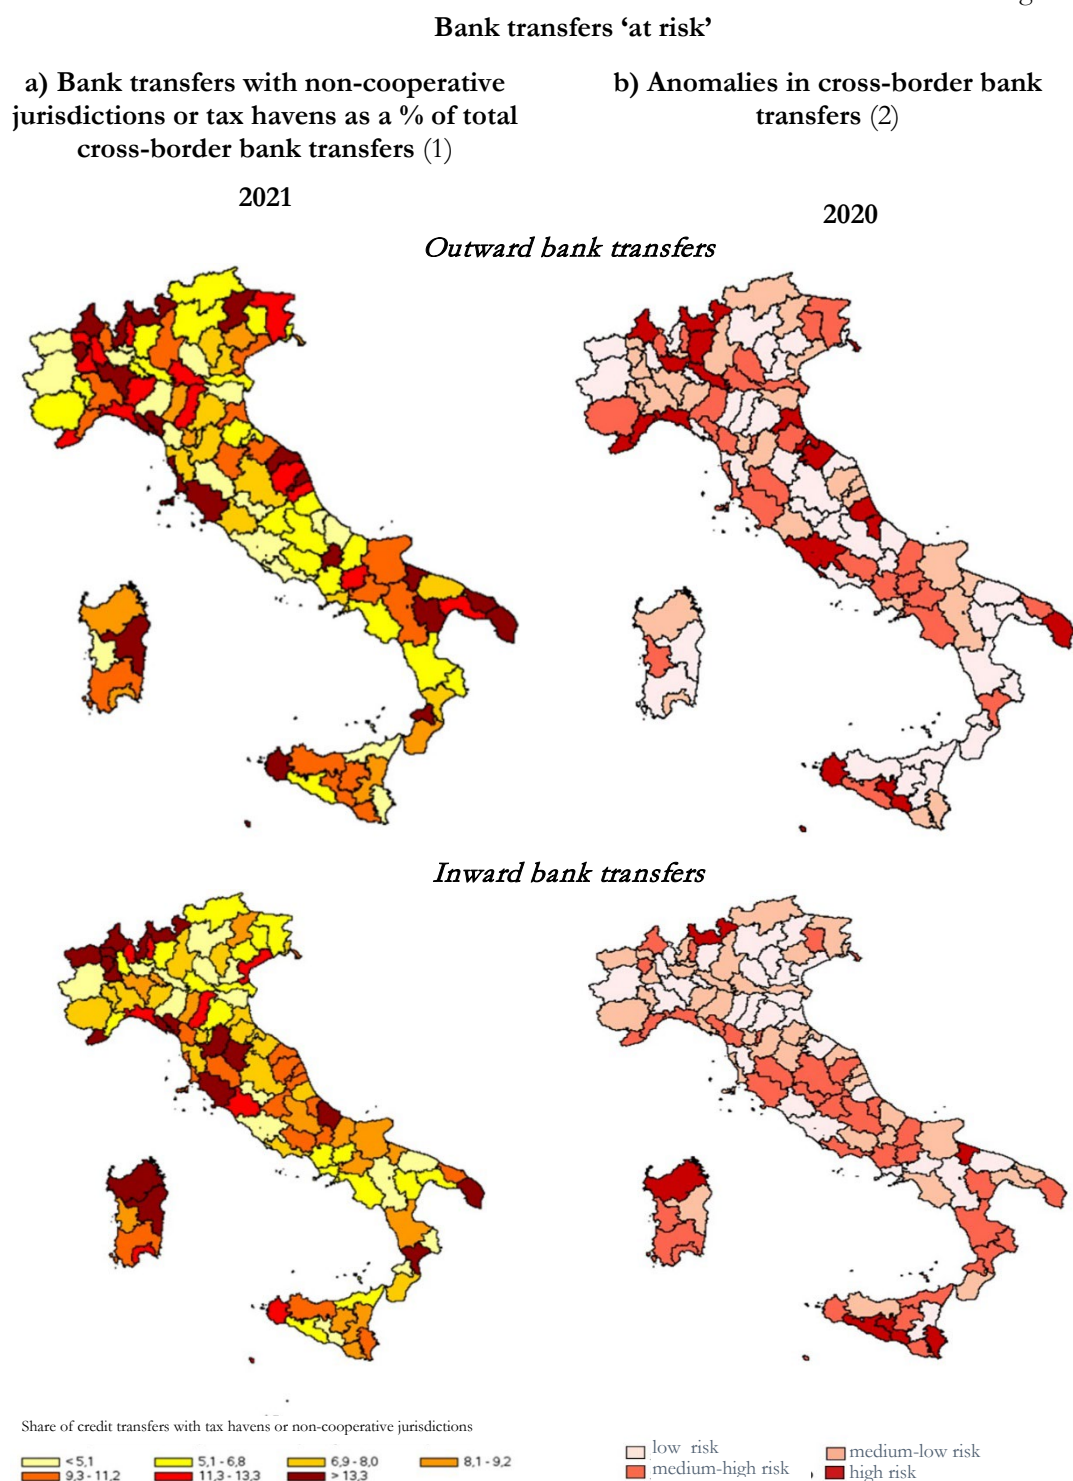 Bank transfers ‘at risk’
a) Bank transfers with non-cooperative
jurisdictions or tax havens as a % of total
cross-border bank transfers (1)
b) Anomalies in cross-border bank
transfers (2)
2021
2020
Outward bank transfers
Inward bank transfers
Share of credit transfers with tax havens or non-cooperative jurisdictions
< 5,1
5,1 - 6,8
6,9 - 8,0
8,1 - 9,2
9,3 - 11,2
11,3 - 13,3
> 13,3
low risk
medium-low risk
medium-high risk
high risk